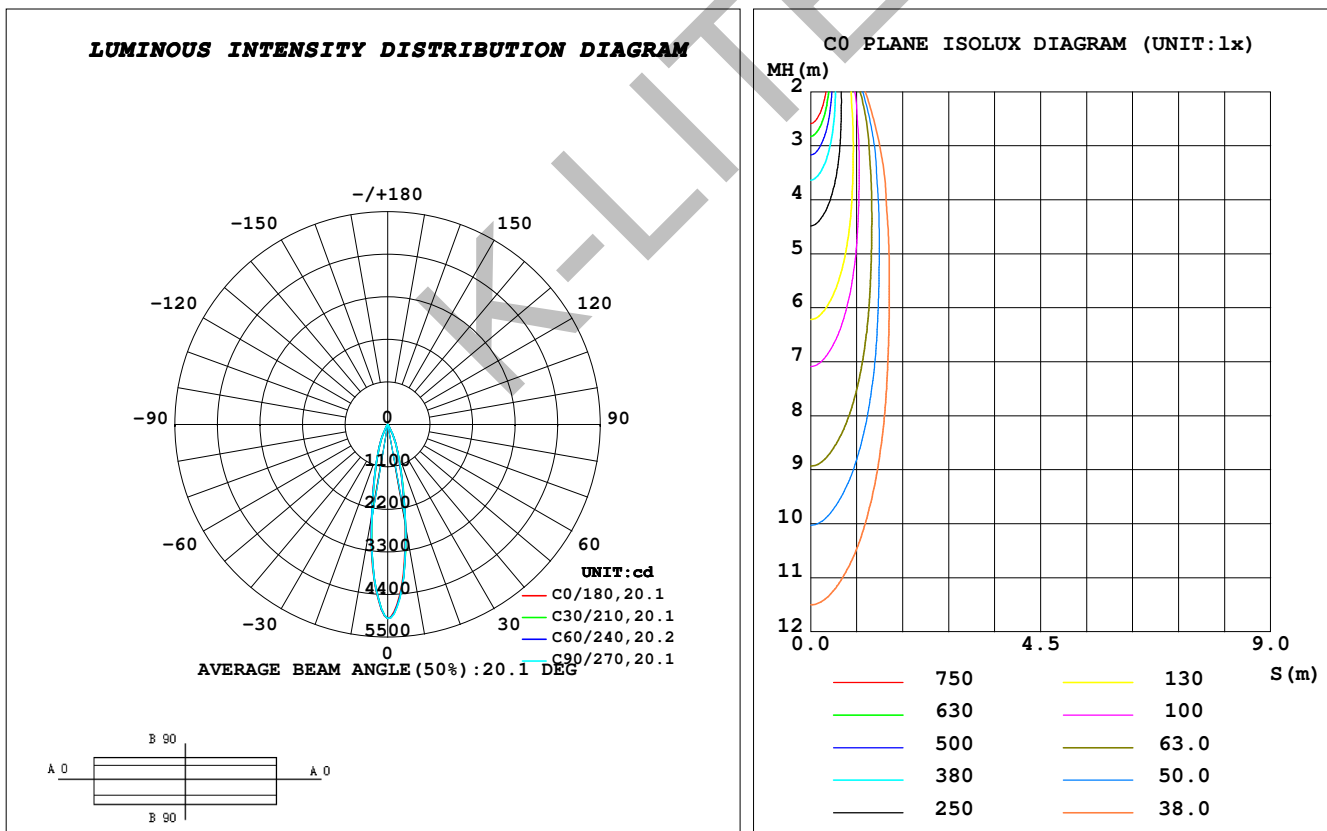 LUMINOUS INTENSITY DISTRIBUTION DIAGRAM
-/+180
-150
150
-120
120
-90
90
-60
60
-30
30
0
0
1100
2200
3300
4400
5500
UNIT:cd
C0/180,20.1
C30/210,20.1
C60/240,20.2
C90/270,20.1
AVERAGE BEAM ANGLE(50%):20.1 DEG
B 90
A 0
A 0
B 90
C0 PLANE ISOLUX DIAGRAM (UNIT:lx)
MH(m)
2
3
4
5
6
7
8
9
10
11
12
0.0
4.5
9.0
S(m)
750
130
630
100
500
63.0
380
50.0
250
38.0
K-LITE